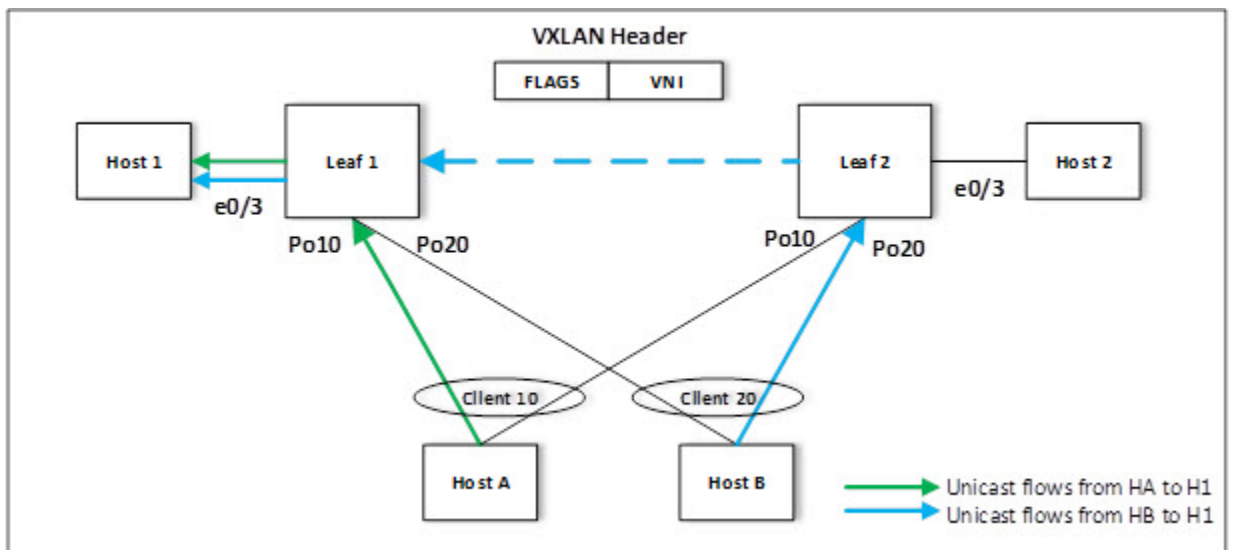 VXLAN Header
FLAGS VNI
Host 1
Leaf 1
Leaf 2
Host 2
e0/3
e0/3
Po10
Po20
Po10
Po20
Client 10
Client 20
Host A
Host B
Unicast flows from HA to H1
Unicast flows from HB to H1